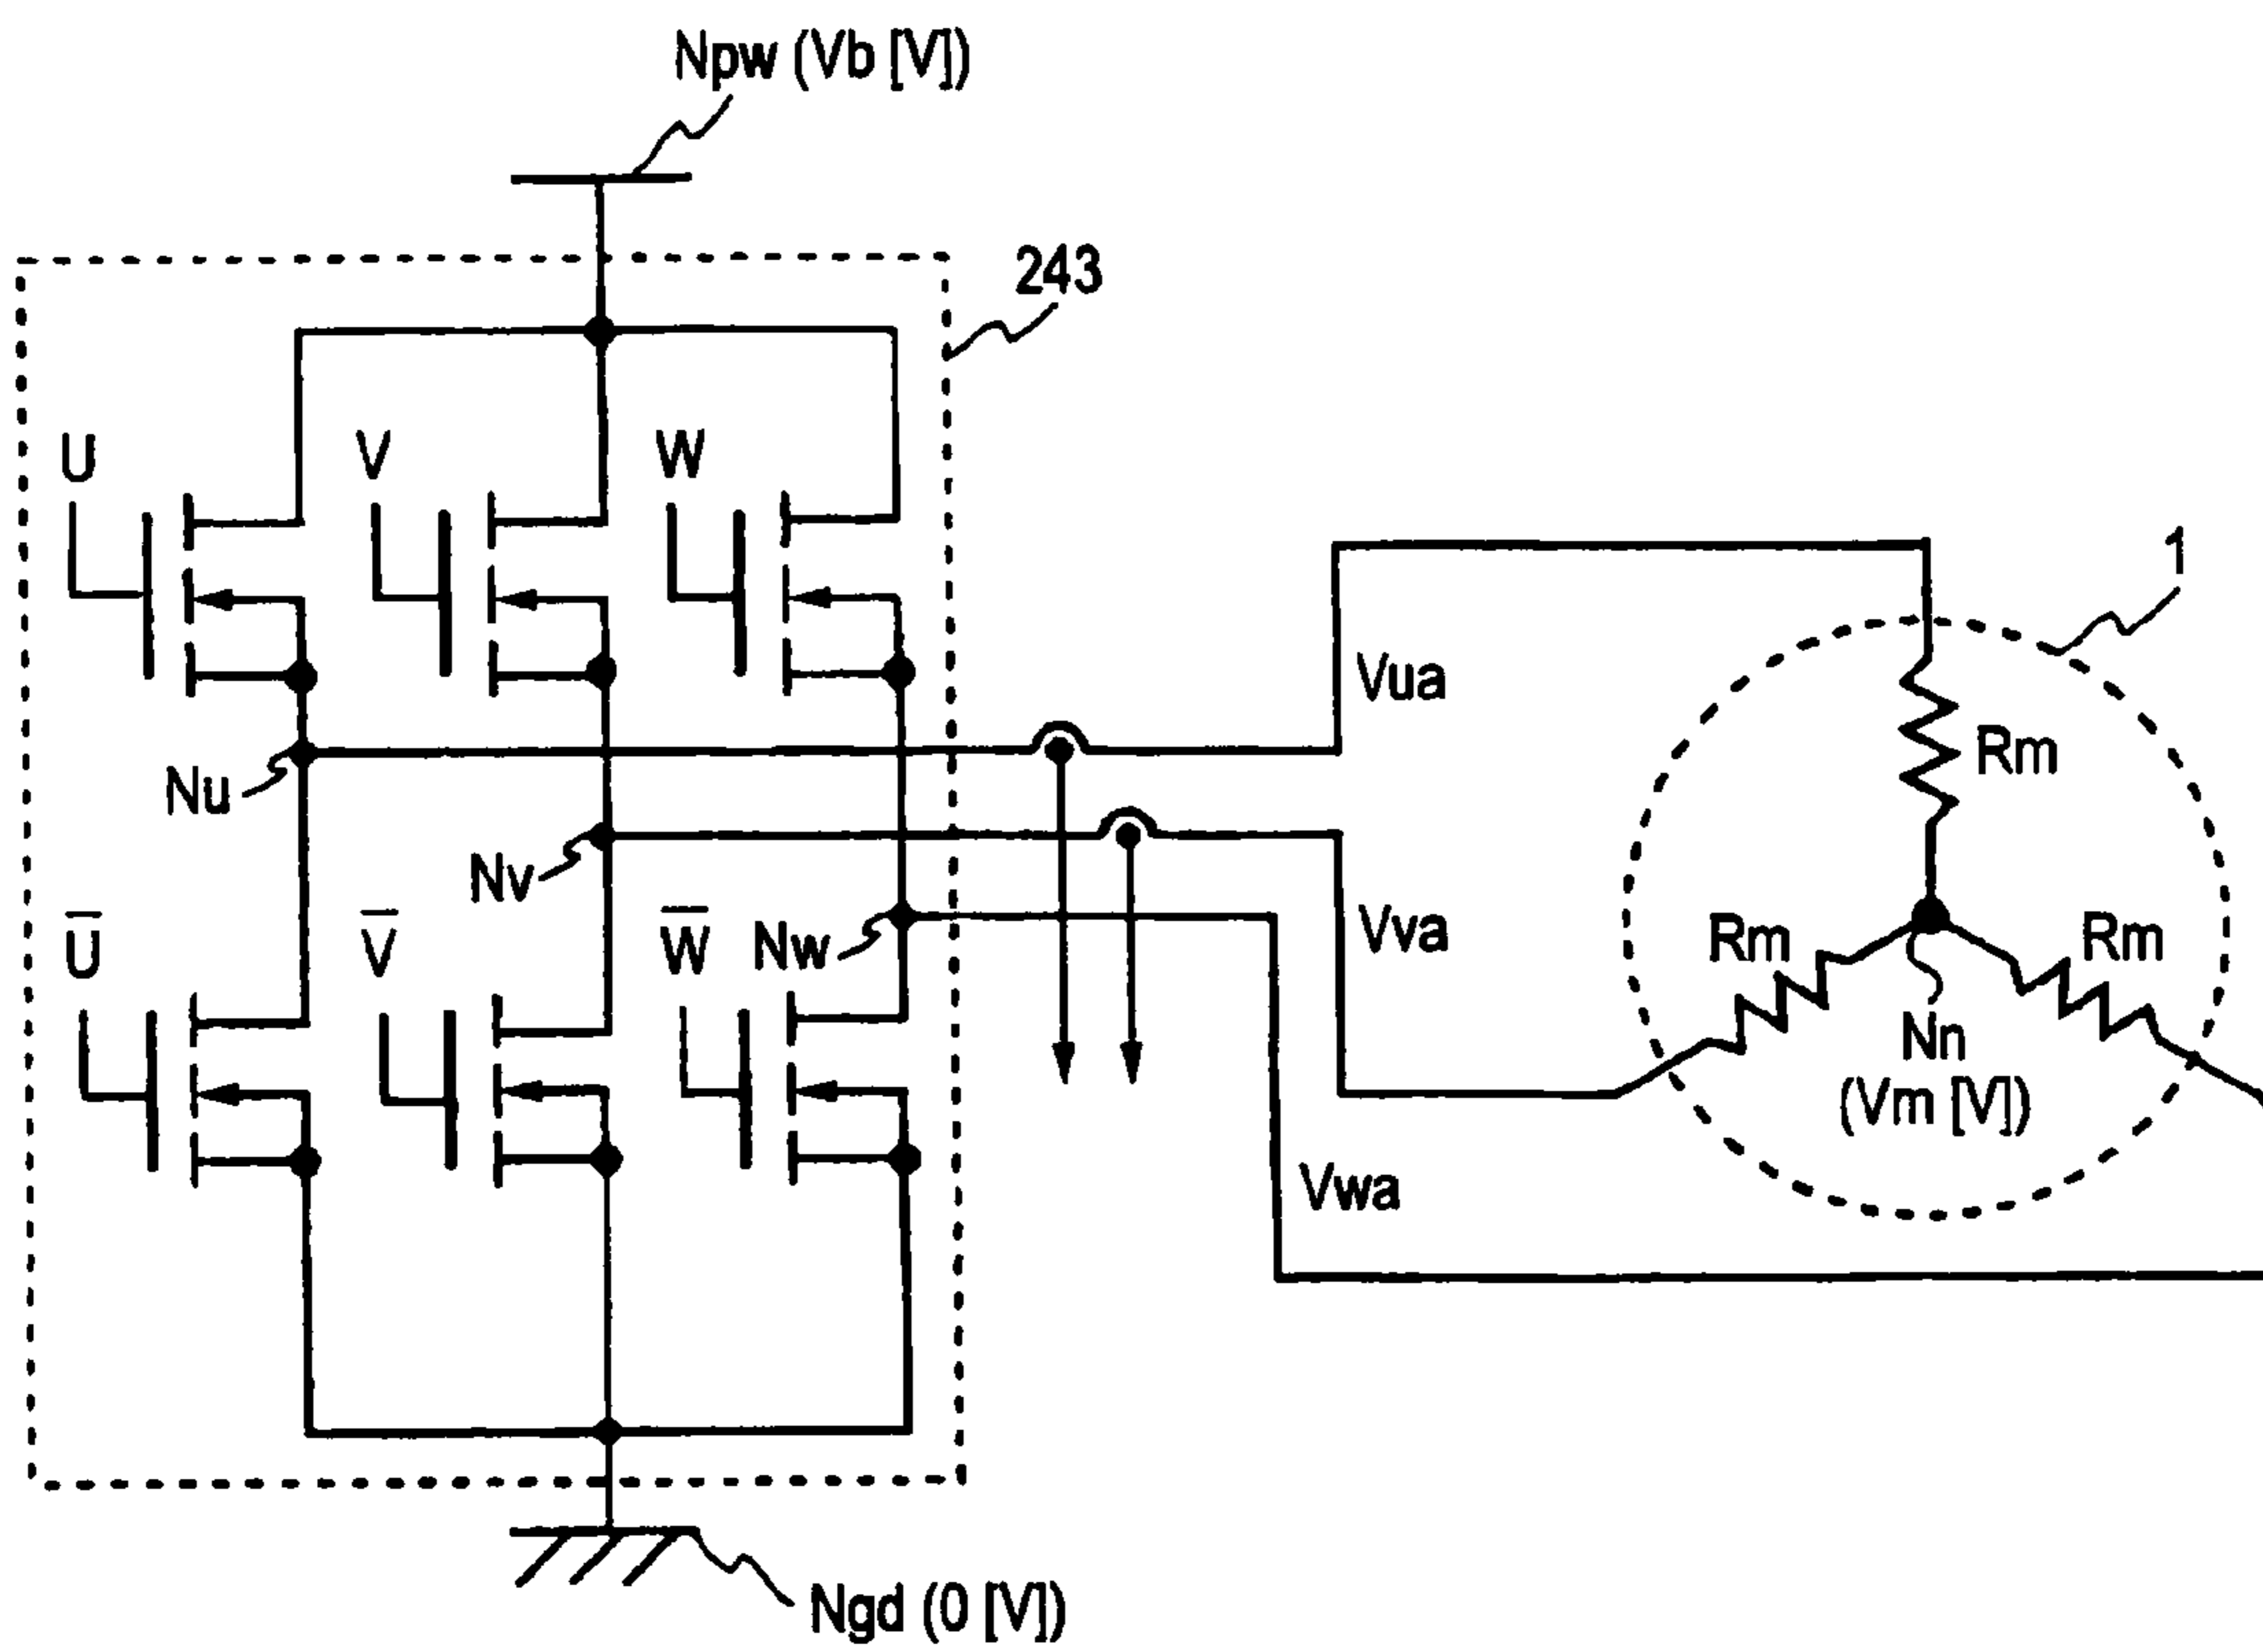 Npw (Vb [V])
243
U
V
W
1
Vua
Rm
Nu
Nv
U̅
V̅
W̅
Nw
Vva
Rm
Rm
Nn
(Vm [V])
Vwa
Ngd (0 [V])